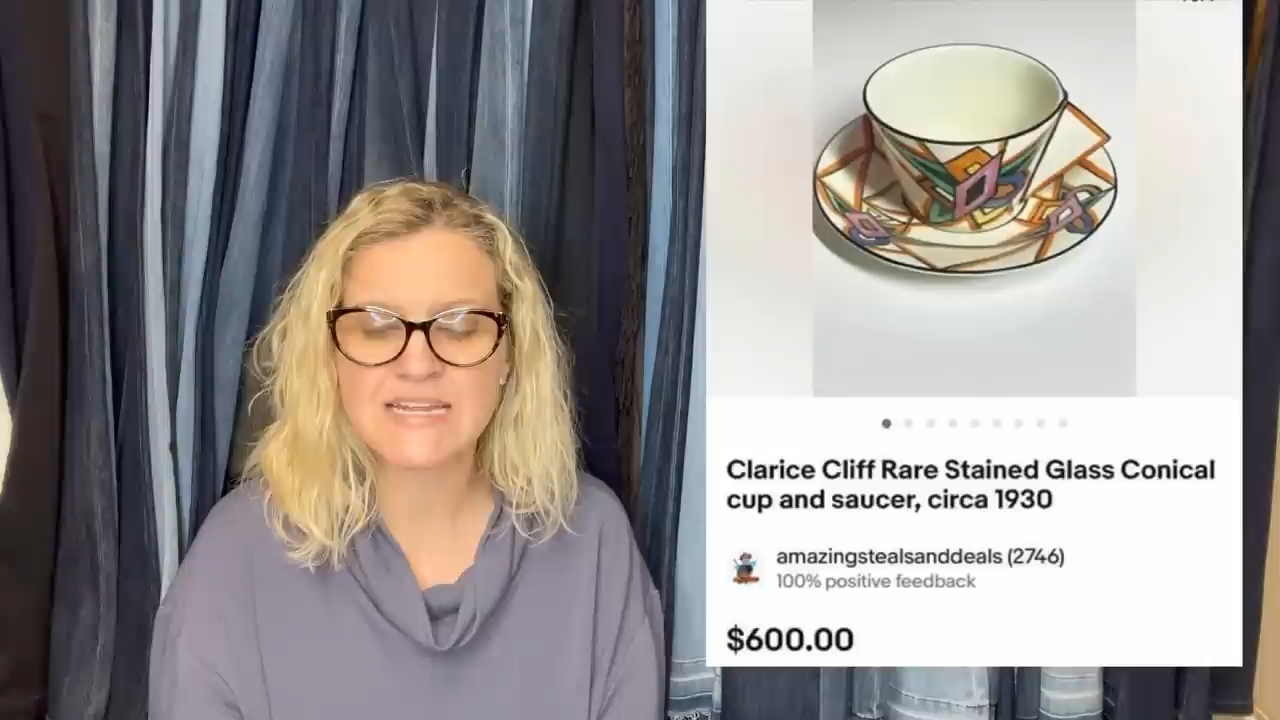 Clarice Cliff Rare Stained Glass Conical
cup and saucer, circa 1930
amazingstealsanddeals (2746)
100% positive feedback
$600.00